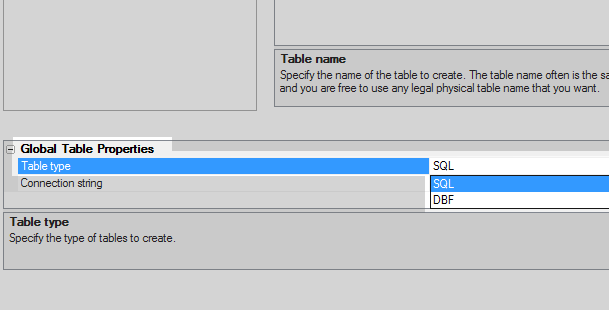 Table name
Specify the name of the table to create. The table name often is the
and you are free to use any legal physical table name that you want.
Global Table Properties
Table type SQL
Connection string SQL
DBF
Table type
Specify the type of tables to create.